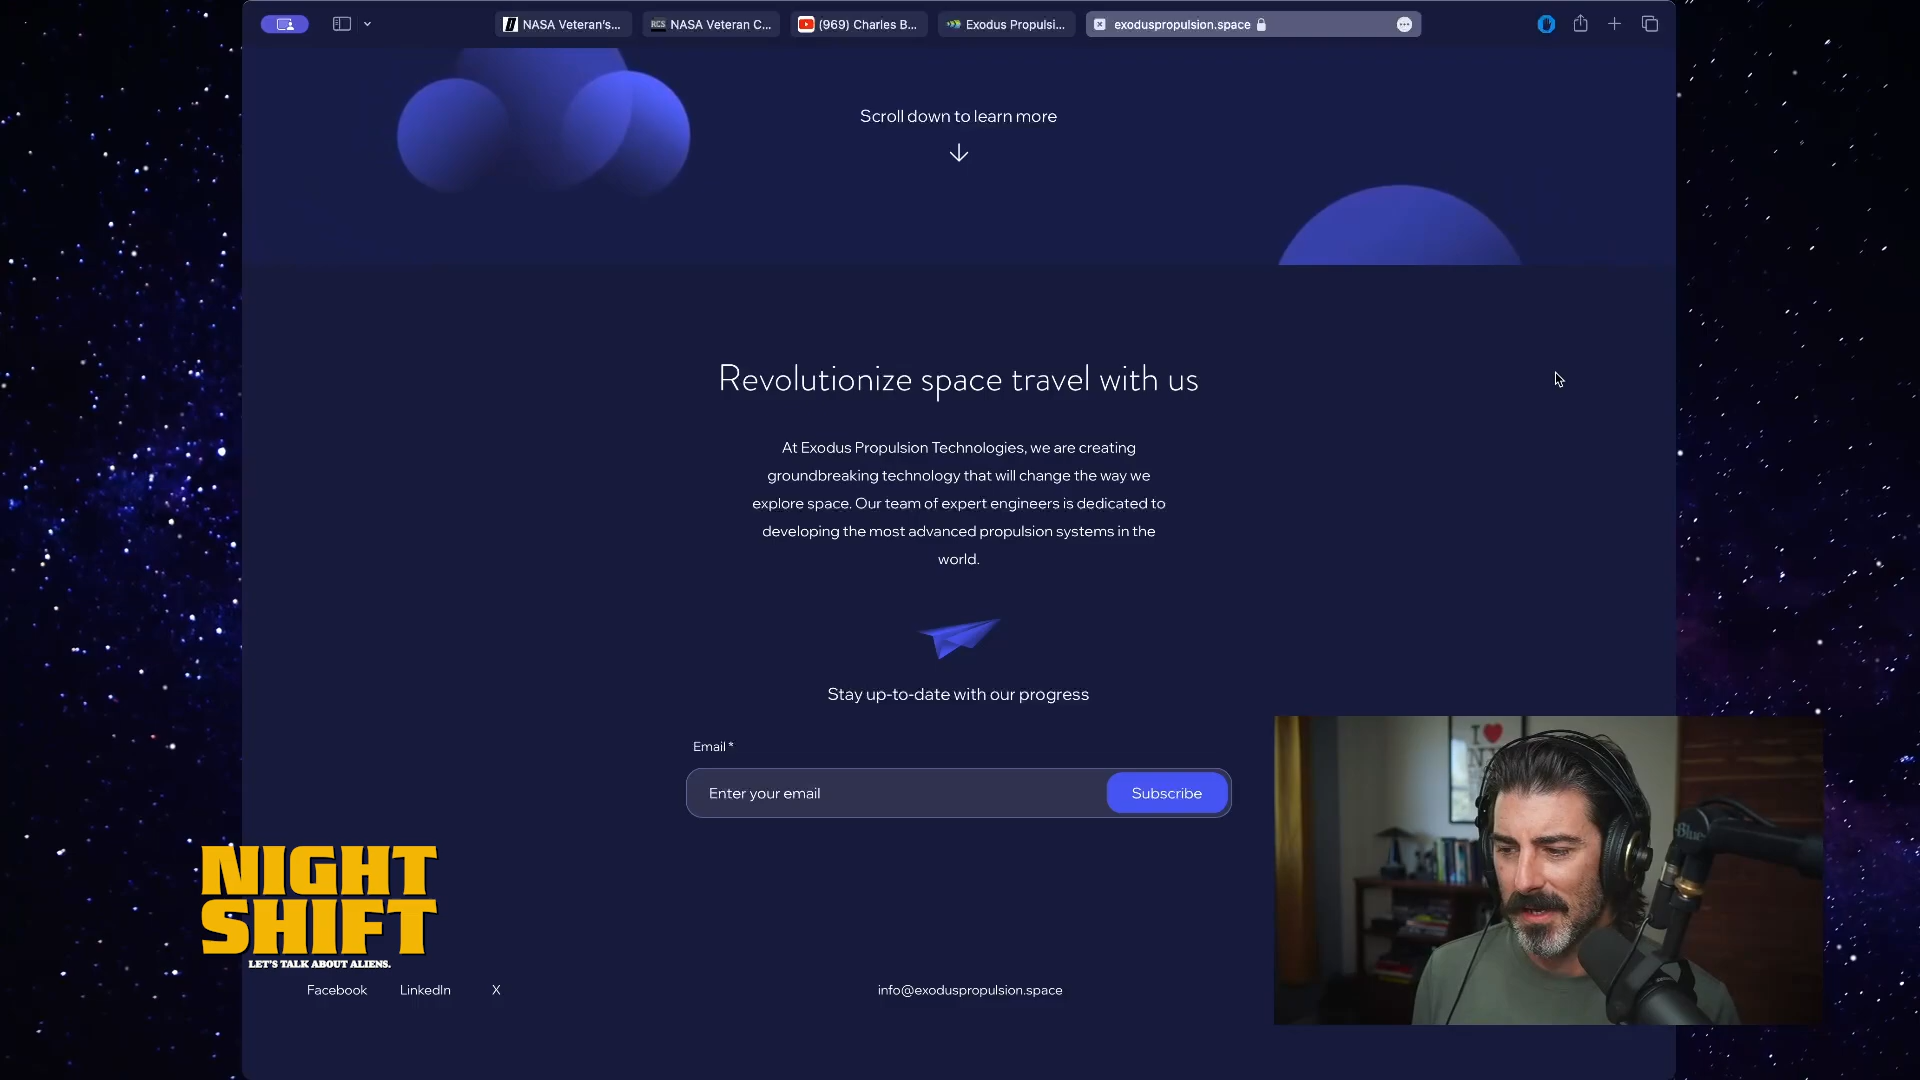 NASA Veteran's...
RCS
NASA Veteran C...
(969) Charles B...
Exodus Propulsi...
exoduspropulsion.space
Scroll down to learn more
Revolutionize space travel with us
At Exodus Propulsion Technologies, we are creating
groundbreaking technology that will change the way we
explore space. Our team of expert engineers is dedicated to
developing the most advanced propulsion systems in the
world.
Stay up-to-date with our progress
Email *
Enter your email
Subscribe
I
NY
Blue
NIGHT
SHIFT
LET'S TALK ABOUT ALIENS.
Facebook
LinkedIn
X
info@exoduspropulsion.space